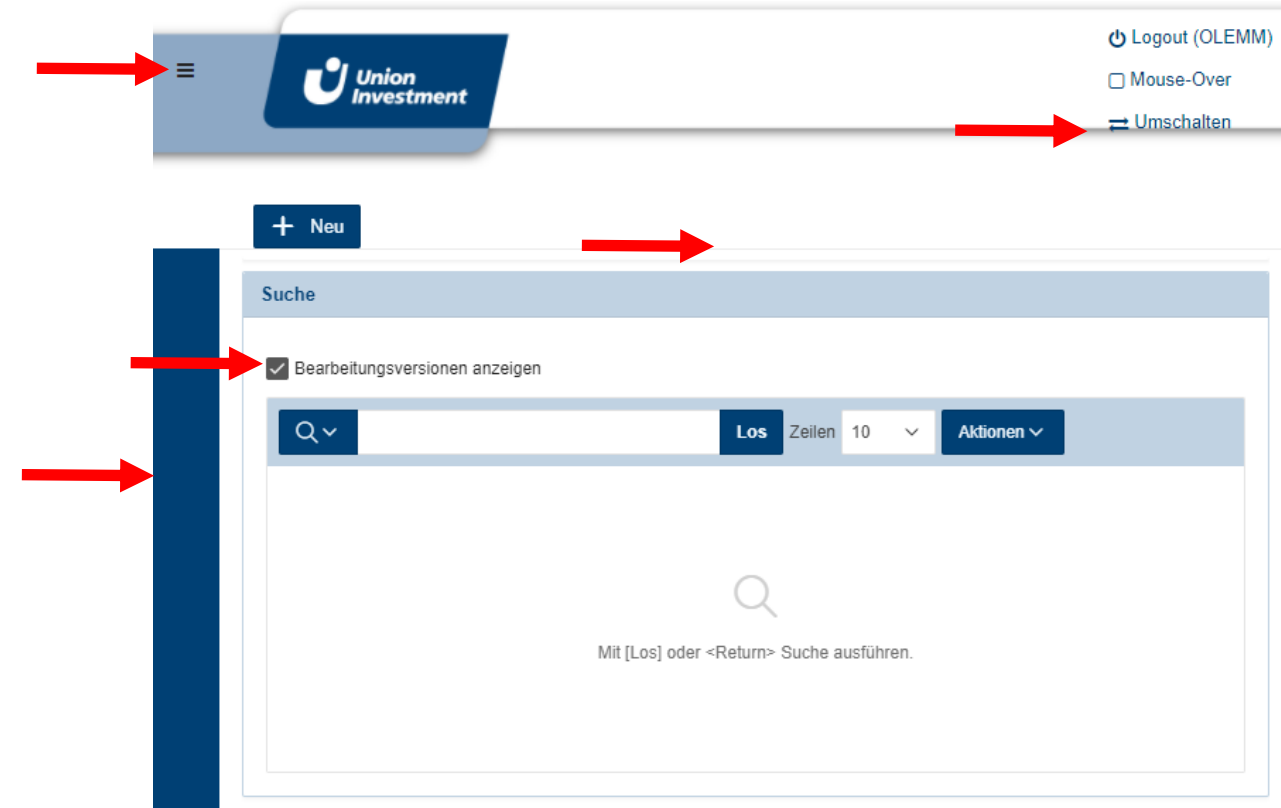 Logout (OLEMM)
Union
Investment
Mouse-Over
Umschalten
Neu
Suche
Bearbeitungsversionen anzeigen
Los Zeilen 10 Aktionen
Mit [Los] oder <Return> Suche ausführen.